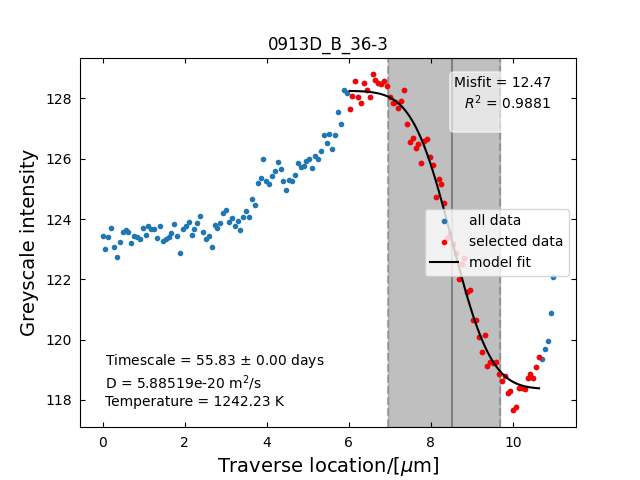 0913D_B_36-3
Misfit = 12.47
R² = 0.9881
128
126
124
122
120
118
Greyscale intensity
all data
selected data
model fit
Timescale = 55.83 ± 0.00 days
D = 5.88519e-20 m²/s
Temperature = 1242.23 K
0 2 4 6 8 10
Traverse location/[μm]